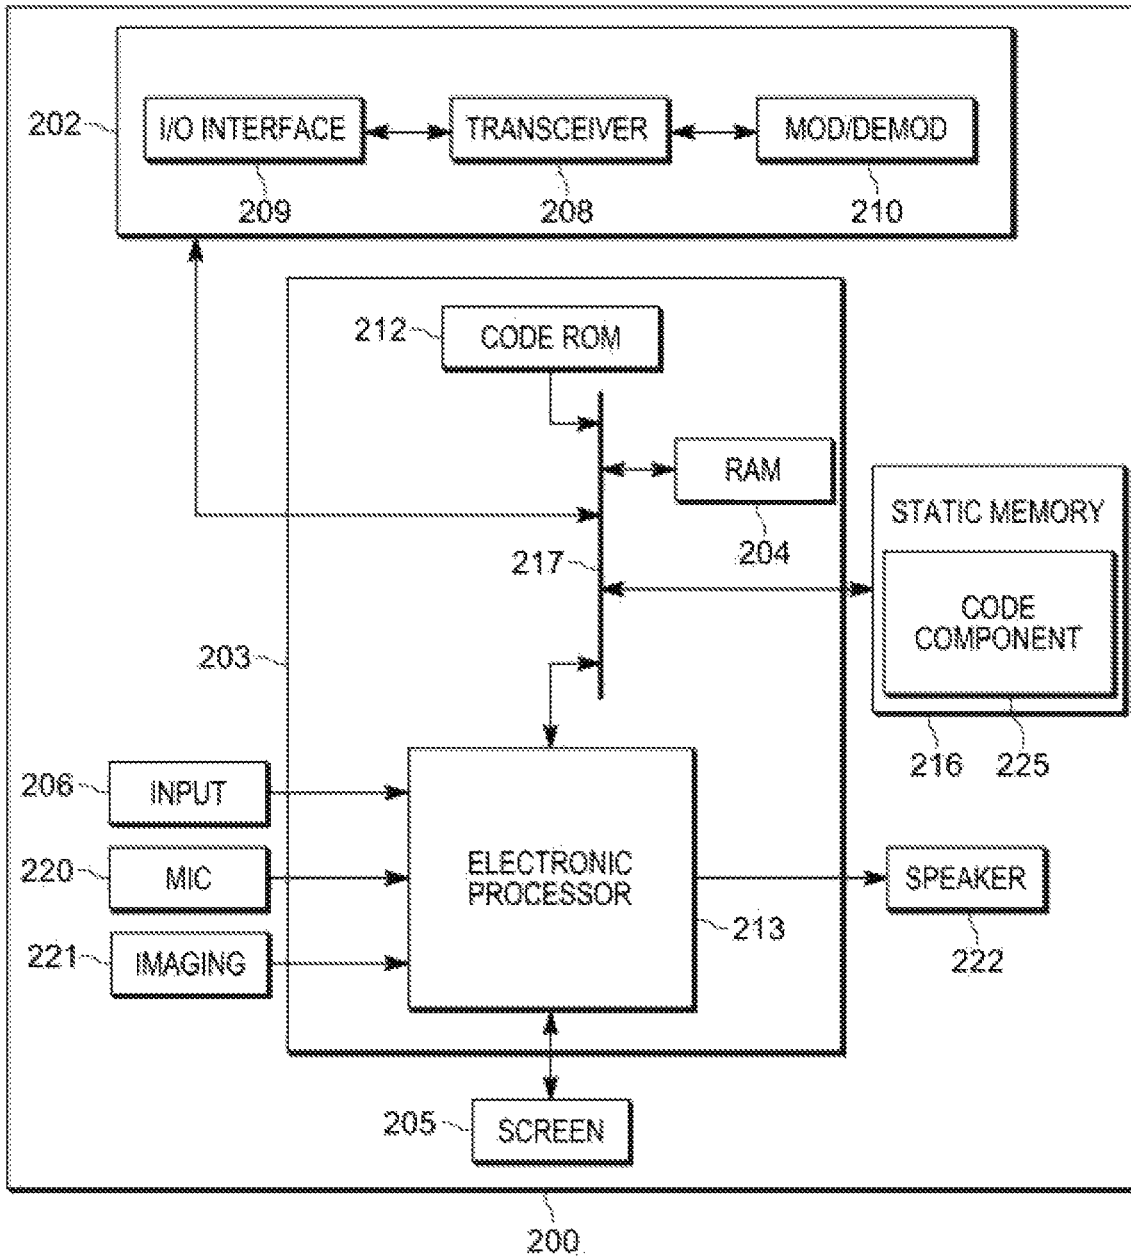 202
I/O INTERFACE
TRANSCEIVER
MOD/DEMOD
209
208
210
212
CODE ROM
RAM
204
217
STATIC MEMORY
CODE
COMPONENT
203
216
225
206
INPUT
220
MIC
221
IMAGING
ELECTRONIC
PROCESSOR
213
SPEAKER
222
205
SCREEN
200